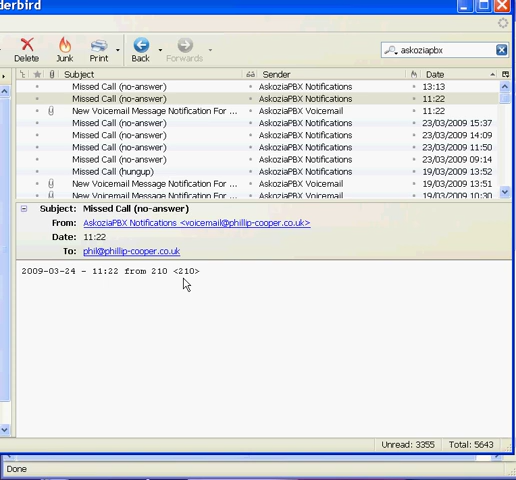 derbird
Delete Junk Print Back Forwards askoziapbx
Subject Sender Date
Missed Call (no-answer) AskoziaPBX Notifications 13:13
Missed Call (no-answer) AskoziaPBX Notifications 11:22
New Voicemail Message Notification For ... AskoziaPBX Voicemail 11:22
Missed Call (no-answer) AskoziaPBX Notifications 23/03/2009 15:37
Missed Call (no-answer) AskoziaPBX Notifications 23/03/2009 14:09
Missed Call (no-answer) AskoziaPBX Notifications 23/03/2009 11:50
Missed Call (no-answer) AskoziaPBX Notifications 23/03/2009 09:14
Missed Call (hungup) AskoziaPBX Notifications 19/03/2009 13:52
New Voicemail Message Notification For ... AskoziaPBX Voicemail 19/03/2009 13:51
New Voicemail Message Notification For ... AskoziaPBX Voicemail 19/03/2009 10:30
Subject: Missed Call (no-answer)
From: AskoziaPBX Notifications <voicemail@phillip-cooper.co.uk>
Date: 11:22
To: phil@phillip-cooper.co.uk
2009-03-24 - 11:22 from 210 <210>
Unread: 3355 Total: 5643
Done